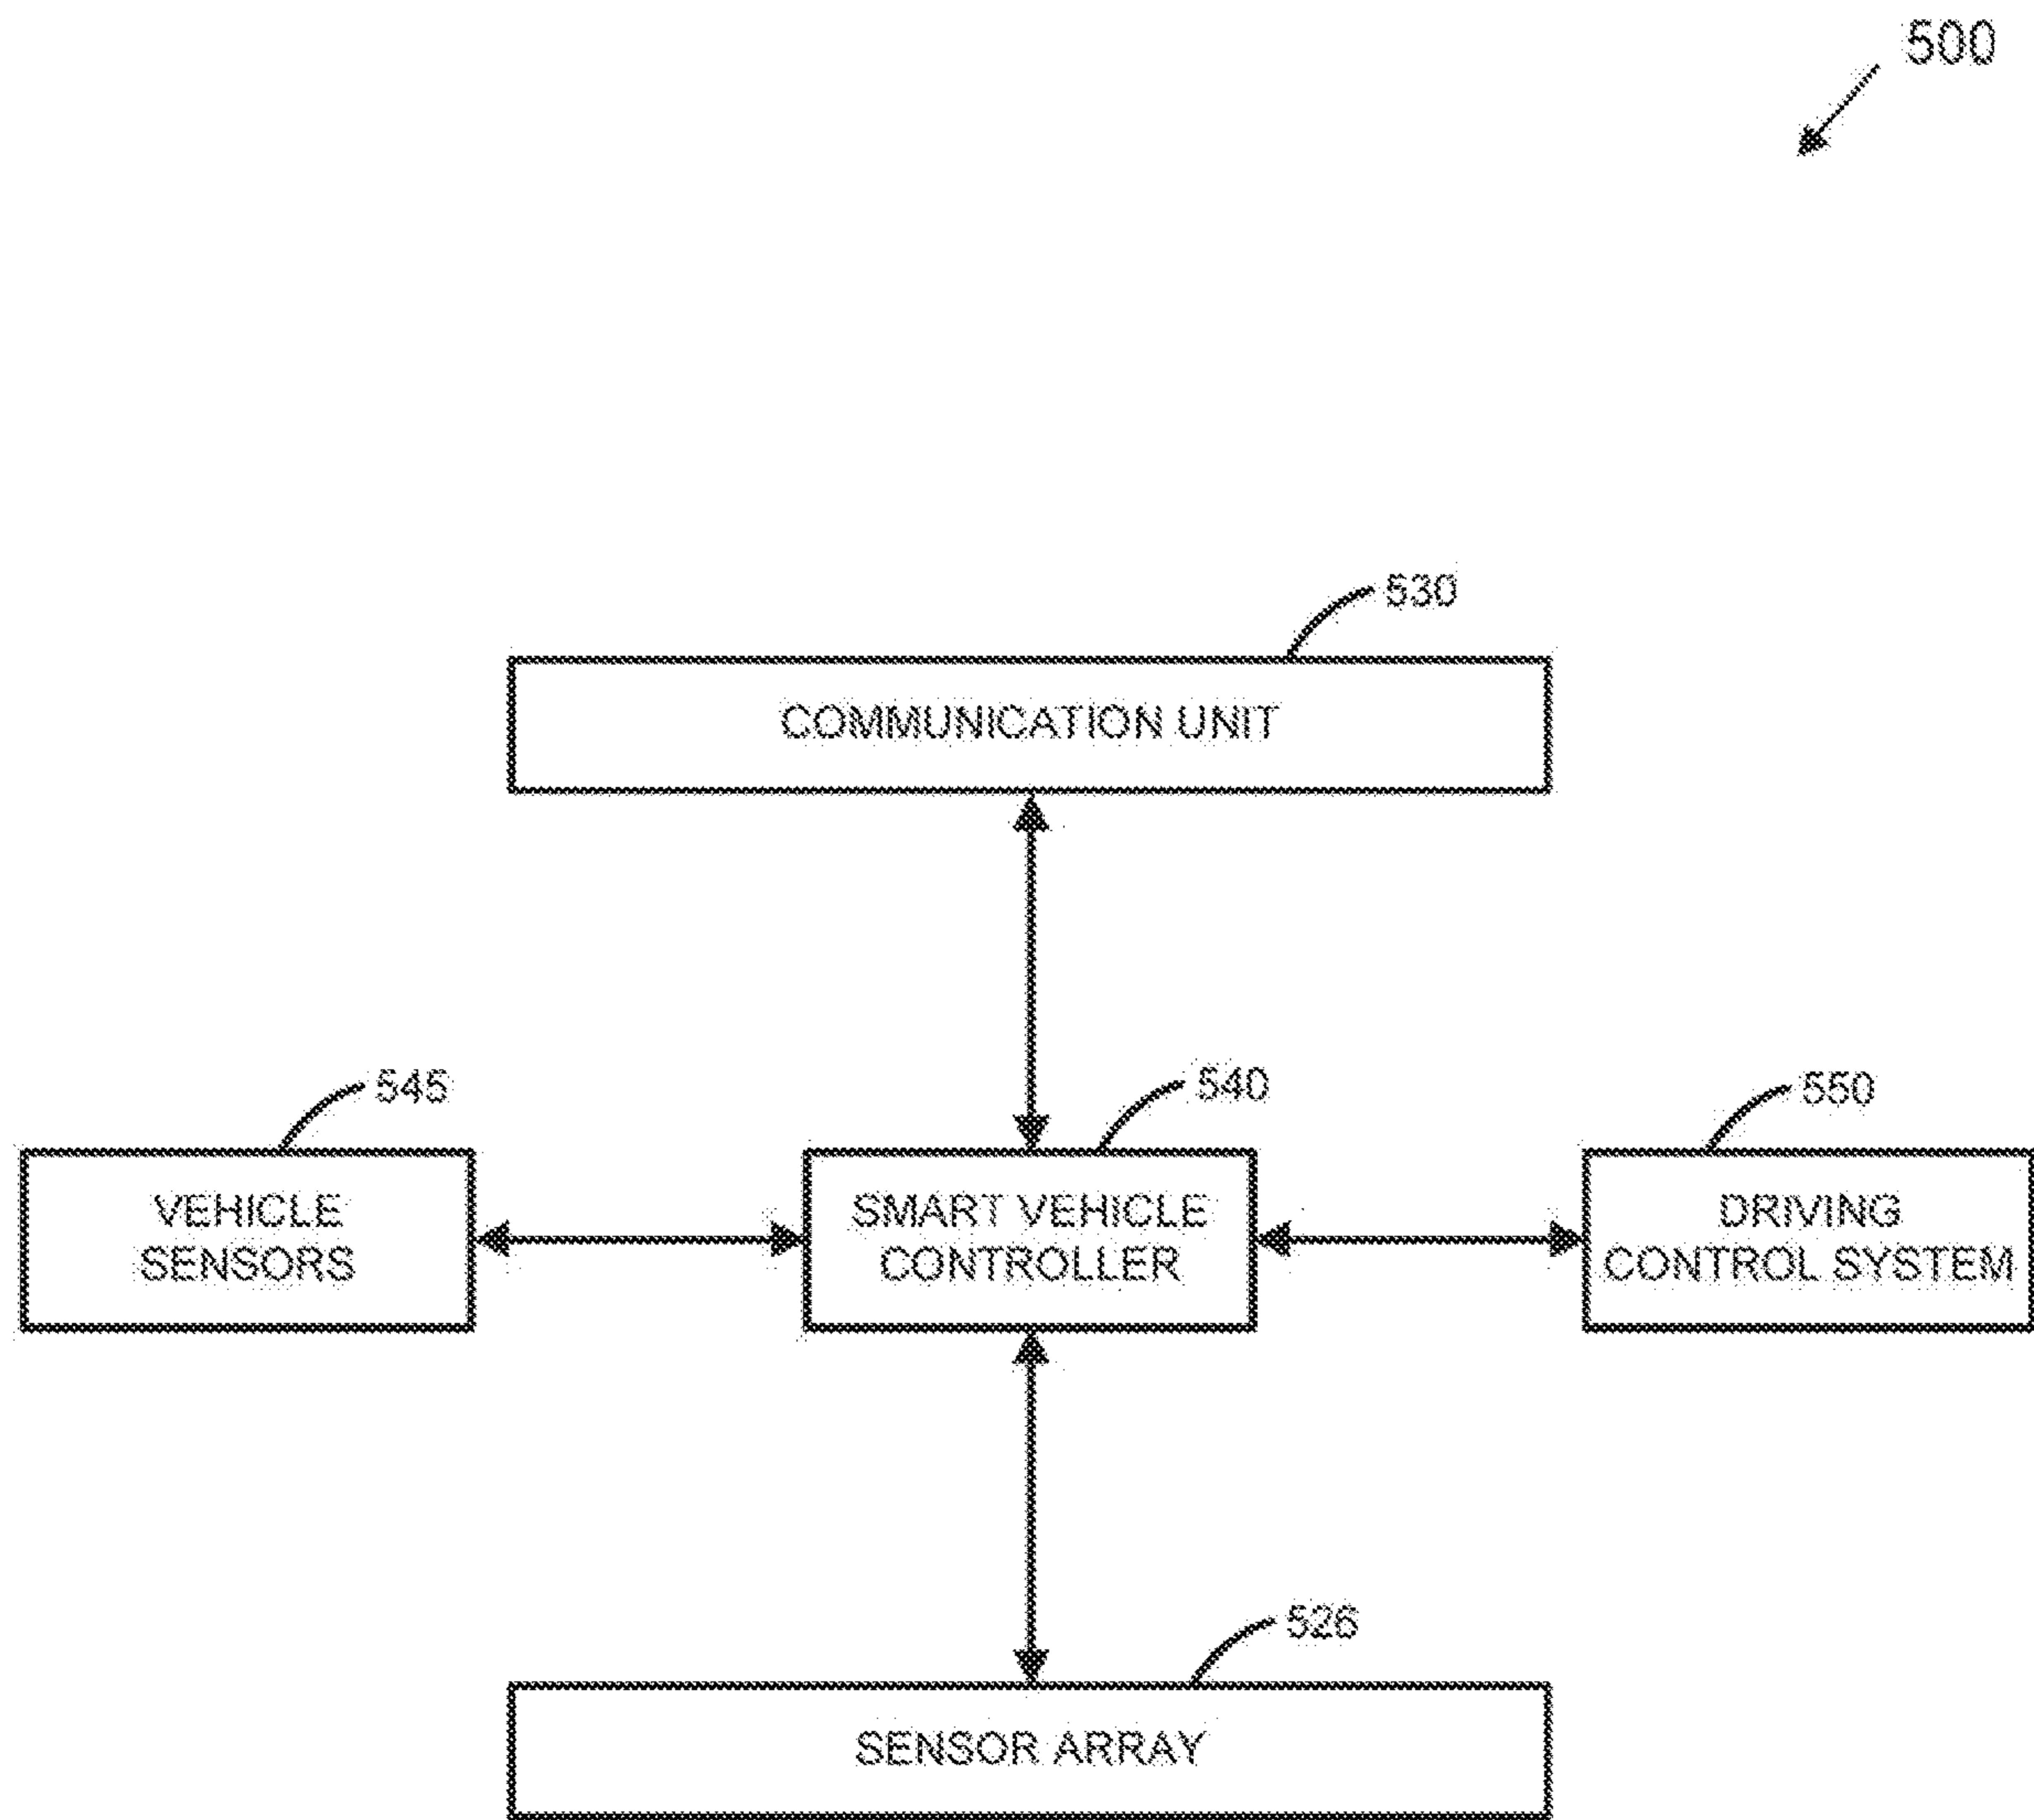 500
530
COMMUNICATION UNIT
545
540
550
VEHICLE
SENSORS
SMART VEHICLE
CONTROLLER
DRIVING
CONTROL SYSTEM
526
SENSOR ARRAY